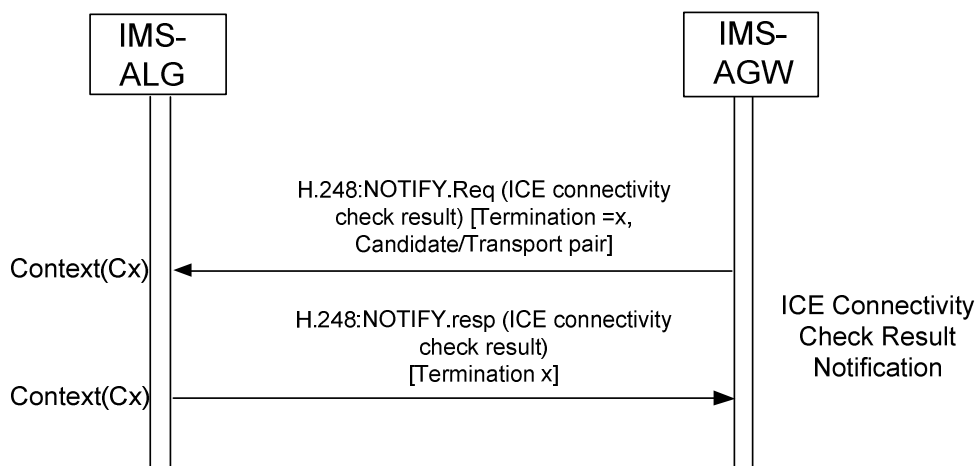 IMS-
ALG
IMS-
AGW
H.248:NOTIFY.Req (ICE connectivity
check result) [Termination =x,
Candidate/Transport pair]
Context(Cx)
H.248:NOTIFY.resp (ICE connectivity
check result)
[Termination x]
Context(Cx)
ICE Connectivity
Check Result
Notification